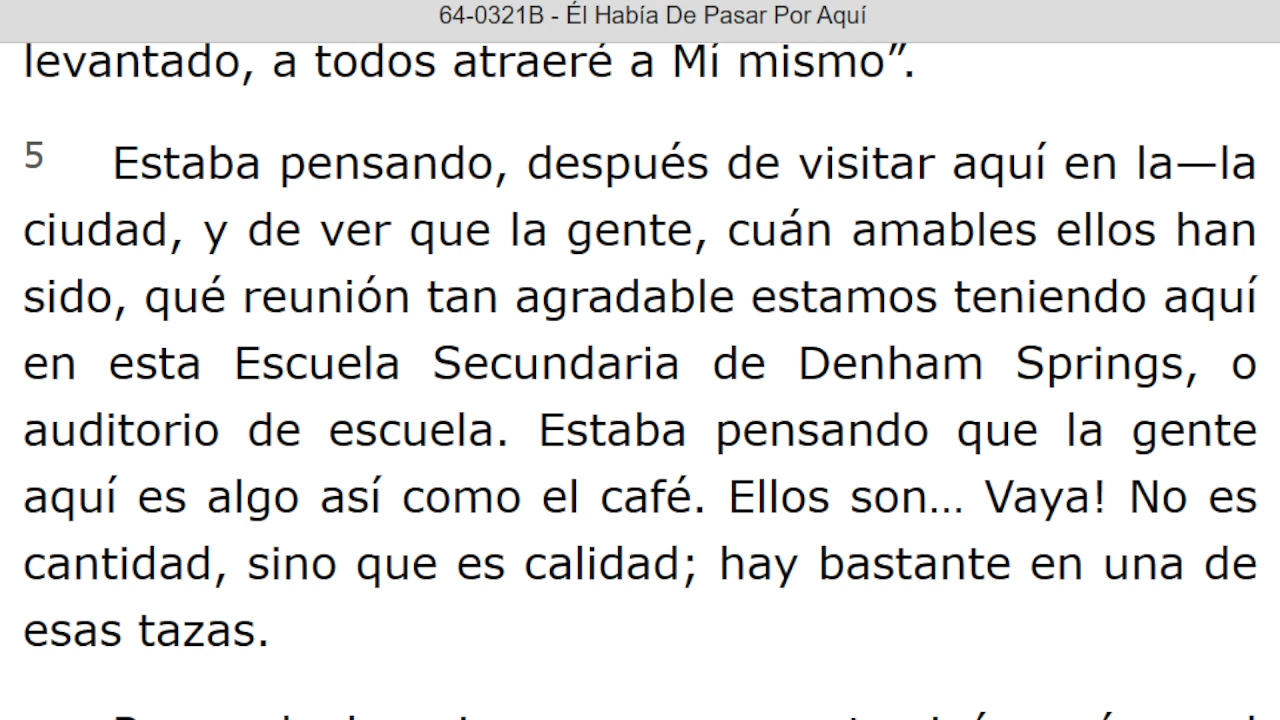 64-0321B - Él Había De Pasar Por Aquí
levantado, a todos atraeré a Mí mismo”.
5 Estaba pensando, después de visitar aquí en la—la
ciudad, y de ver que la gente, cuán amables ellos han
sido, qué reunión tan agradable estamos teniendo aquí
en esta Escuela Secundaria de Denham Springs, o
auditorio de escuela. Estaba pensando que la gente
aquí es algo así como el café. Ellos son… Vaya! No es
cantidad, sino que es calidad; hay bastante en una de
esas tazas.